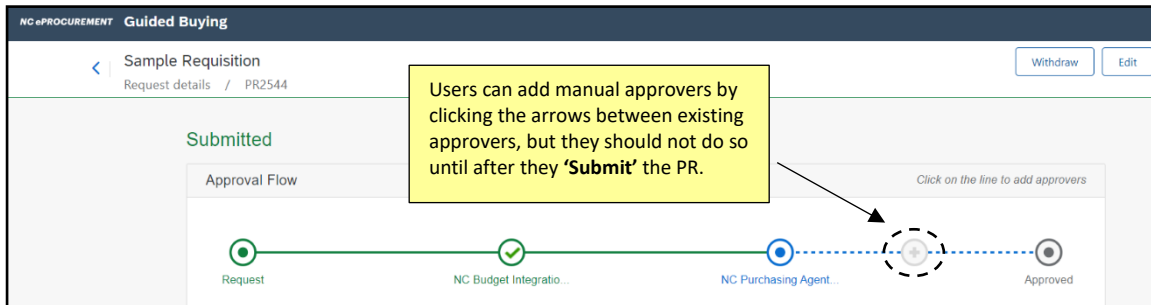 NC ePROCUREMENT Guided Buying
Sample Requisition
Request details / PR2544
Withdraw
Edit
Users can add manual approvers by
clicking the arrows between existing
approvers, but they should not do so
until after they ‘Submit’ the PR.
Submitted
Approval Flow
Click on the line to add approvers
Request
NC Budget Integratio...
NC Purchasing Agent...
Approved